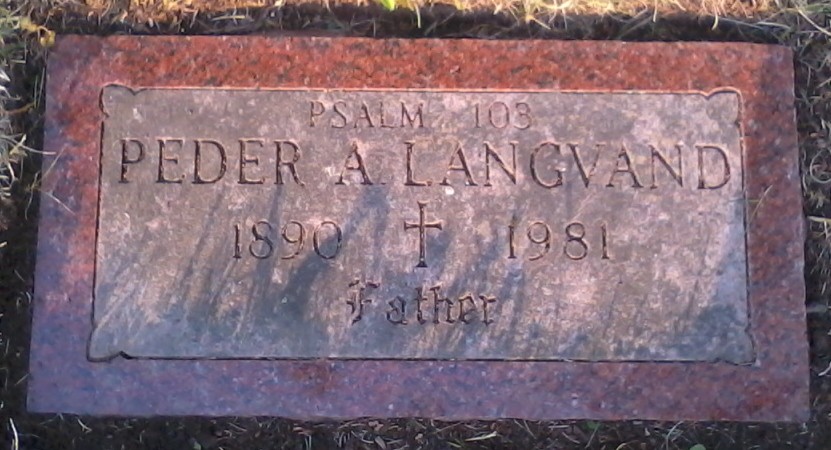 PSALM 103
PEDER A. LANGVAND
1890 † 1981
Father